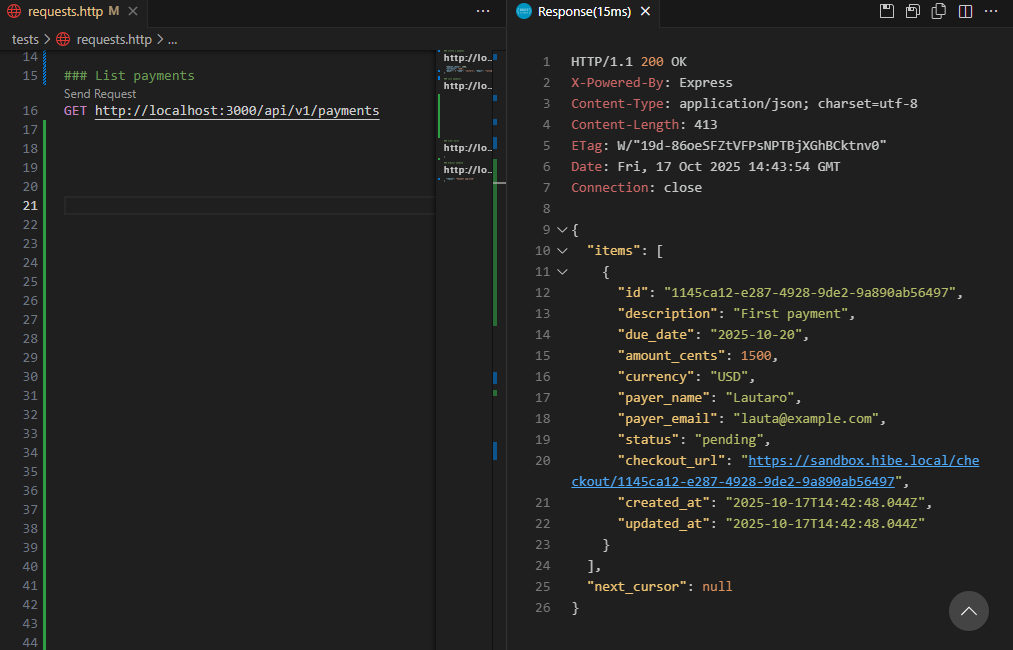 requests.http M
tests > requests.http > ...
14
15 ### List payments
Send Request
16 GET http://localhost:3000/api/v1/payments
17
18
19
20
21
22
23
24
25
26
27
28
29
30
31
32
33
34
35
36
37
38
39
40
41
42
43
44
http://lo...
http://lo...
http://lo...
http://lo...
Response(15ms)
1 HTTP/1.1 200 OK
2 X-Powered-By: Express
3 Content-Type: application/json; charset=utf-8
4 Content-Length: 413
5 ETag: W/"19d-86oeSFZtVFPsNPTBjXGhBCktnv0"
6 Date: Fri, 17 Oct 2025 14:43:54 GMT
7 Connection: close
8
9 {
10 "items": [
11 {
12 "id": "1145ca12-e287-4928-9de2-9a890ab56497",
13 "description": "First payment",
14 "due_date": "2025-10-20",
15 "amount_cents": 1500,
16 "currency": "USD",
17 "payer_name": "Lautaro",
18 "payer_email": "lauta@example.com",
19 "status": "pending",
20 "checkout_url": "https://sandbox.hibe.local/che
ckout/1145ca12-e287-4928-9de2-9a890ab56497",
21 "created_at": "2025-10-17T14:42:48.044Z",
22 "updated_at": "2025-10-17T14:42:48.044Z"
23 }
24 ],
25 "next_cursor": null
26 }